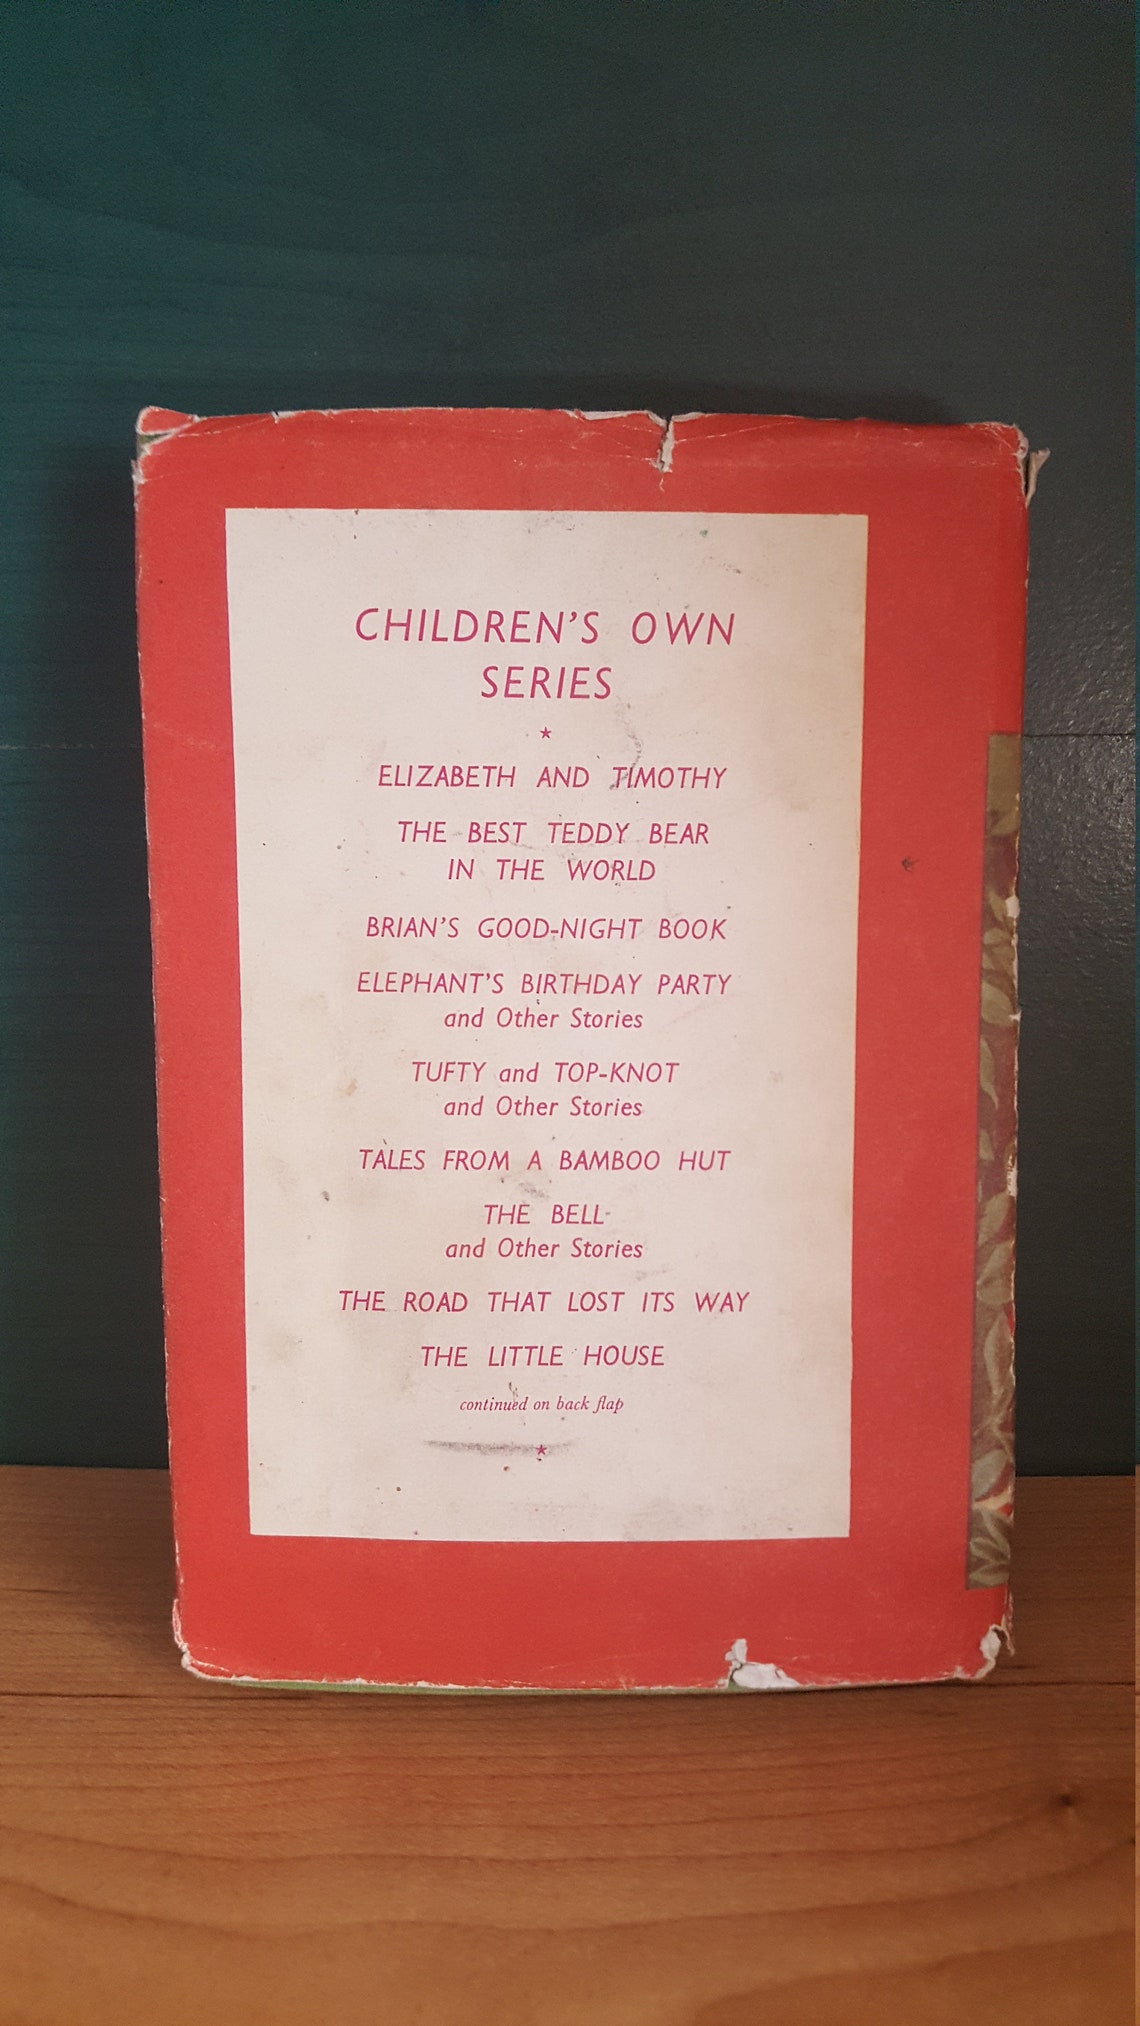 CHILDREN'S OWN
SERIES
★
ELIZABETH AND TIMOTHY
THE BEST TEDDY BEAR
IN THE WORLD
BRIAN'S GOOD-NIGHT BOOK
ELEPHANT'S BIRTHDAY PARTY
and Other Stories
TUFTY and TOP-KNOT
and Other Stories
TALES FROM A BAMBOO HUT
THE BELL
and Other Stories
THE ROAD THAT LOST ITS WAY
THE LITTLE HOUSE
continued on back flap
★